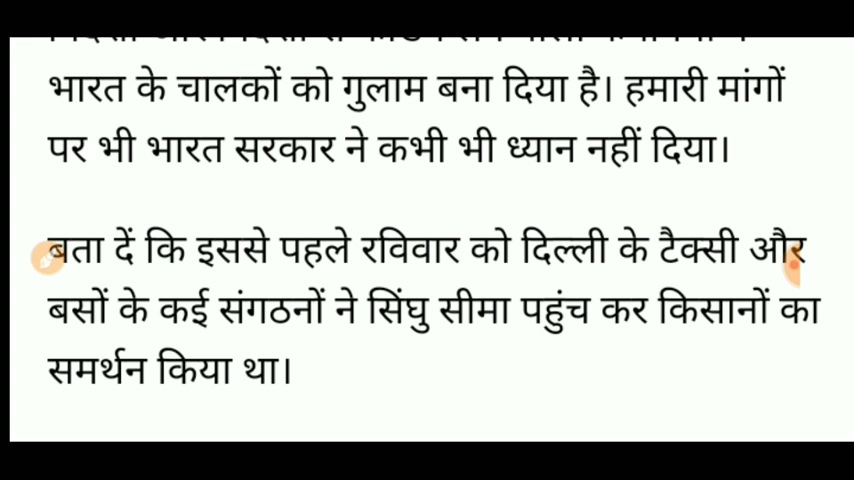 भारत के चालकों को गुलाम बना दिया है। हमारी मांगों
पर भी भारत सरकार ने कभी भी ध्यान नहीं दिया।
बता दें कि इससे पहले रविवार को दिल्ली के टैक्सी और
बसों के कई संगठनों ने सिंघु सीमा पहुंच कर किसानों का
समर्थन किया था।